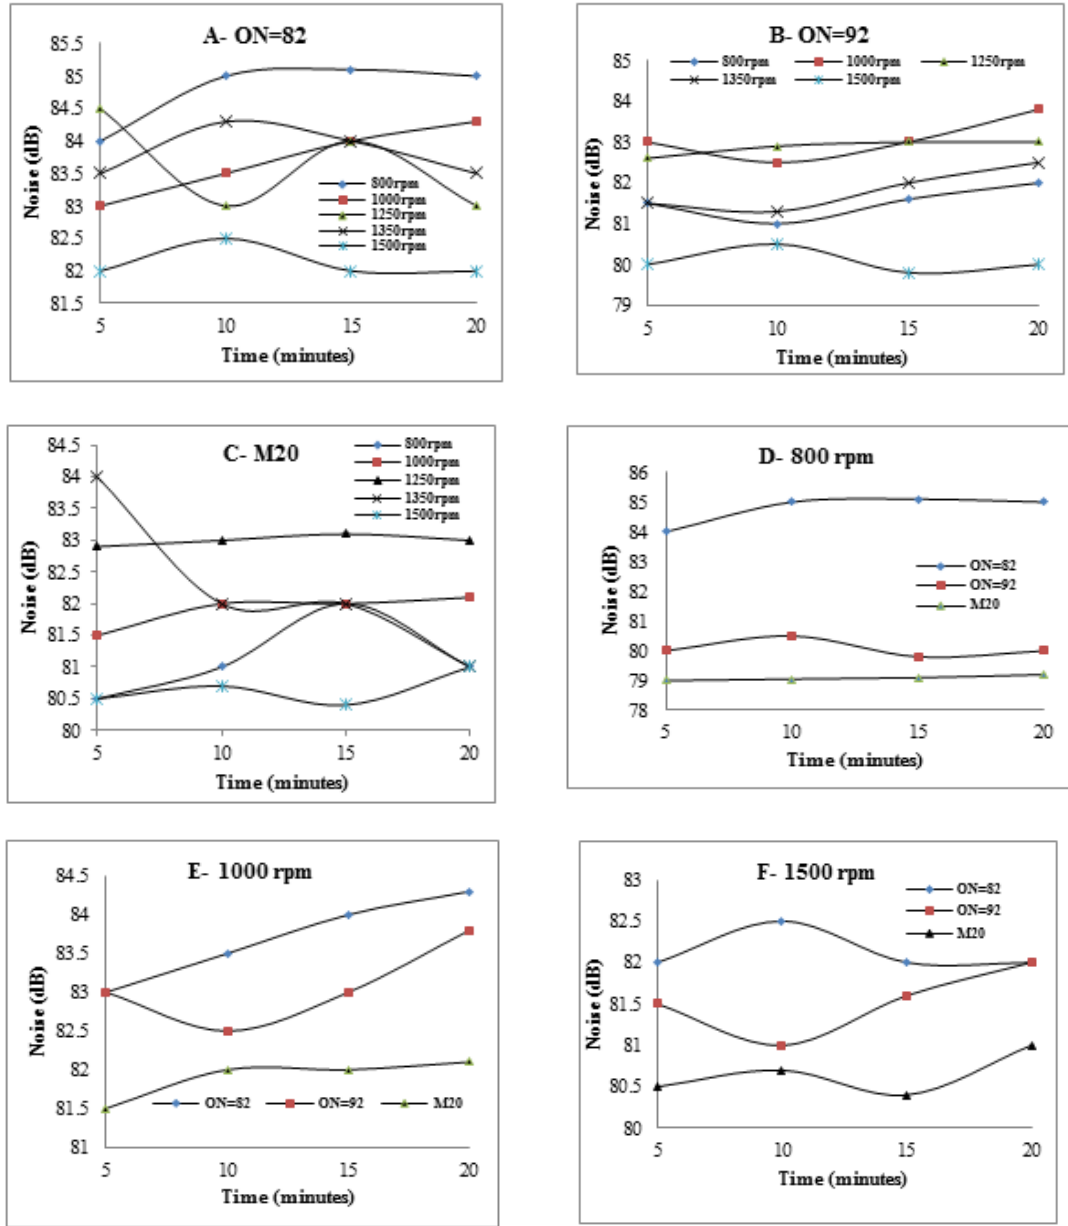 A- ON=82
85.5
85
84.5
84
83.5
83
82.5
82
81.5
Noise (dB)
800rpm
1000rpm
1250rpm
1350rpm
1500rpm
5 10 15 20
Time (minutes)
B- ON=92
800rpm 1000rpm 1250rpm
1350rpm 1500rpm
85
84
83
82
81
80
79
Noise (dB)
5 10 15 20
Time (minutes)
C- M20
84.5
84
83.5
83
82.5
82
81.5
81
80.5
80
Noise (dB)
800rpm
1000rpm
1250rpm
1350rpm
1500rpm
5 10 15 20
Time (minutes)
D- 800 rpm
86
85
84
83
82
81
80
79
78
Noise (dB)
ON=82
ON=92
M20
5 10 15 20
Time (minutes)
E- 1000 rpm
84.5
84
83.5
83
82.5
82
81.5
81
Noise (dB)
ON=82 ON=92 M20
5 10 15 20
Time (minutes)
F- 1500 rpm
83
82.5
82
81.5
81
80.5
80
Noise (dB)
ON=82
ON=92
M20
5 10 15 20
Time (minutes)